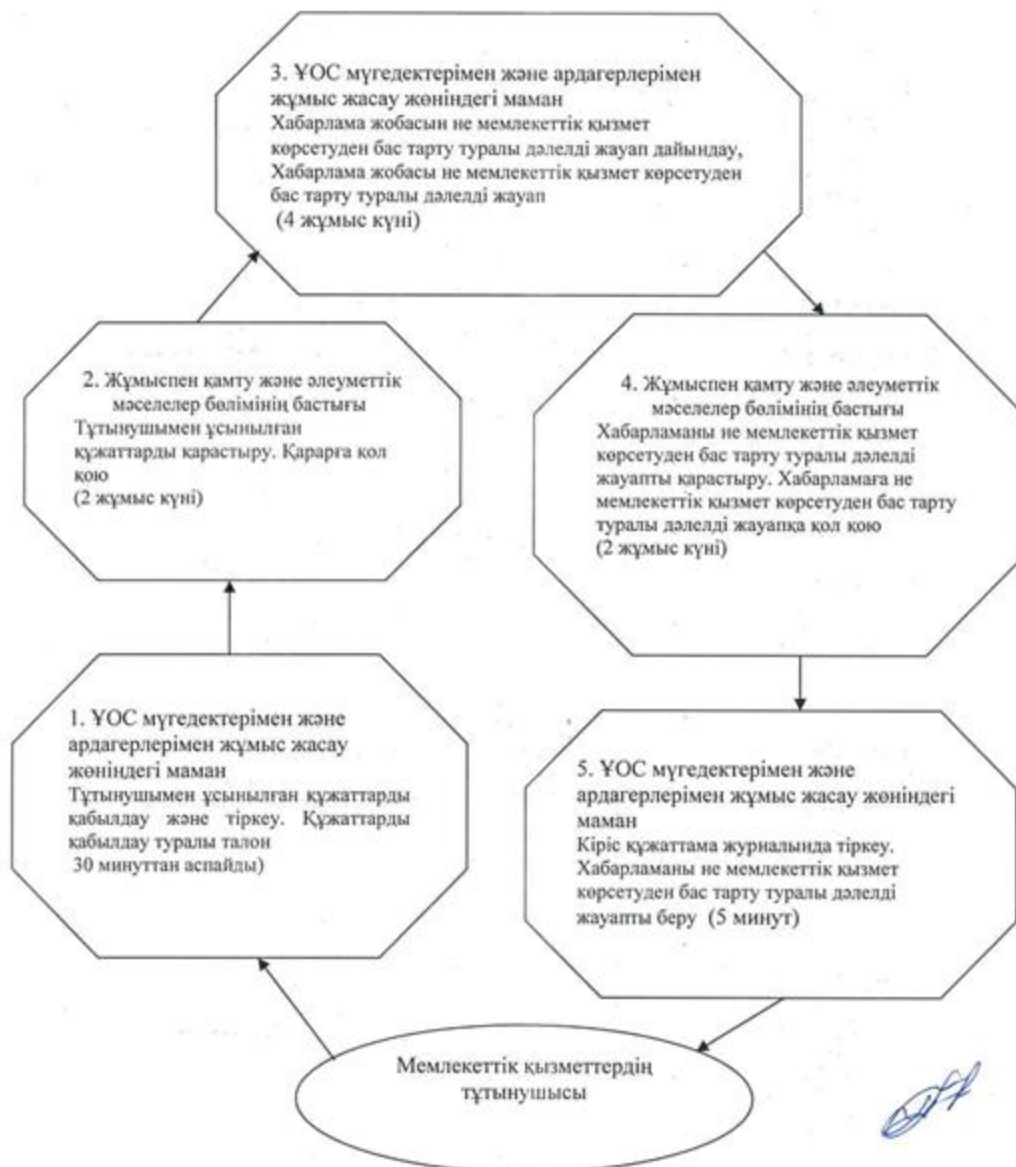 3. ҰОС мүгедектерімен және ардагерлерімен
жұмыс жасау жөніндегі маман
Хабарлама жобасын не мемлекеттік қызмет
көрсетуден бас тарту туралы дәлелді жауап дайындау,
Хабарлама жобасы не мемлекеттік қызмет көрсетуден
бас тарту туралы дәлелді жауап
(4 жұмыс күні)
2. Жұмыспен қамту және әлеуметтік
мәселелер бөлімінің бастығы
Тұтынушымен ұсынылған
құжаттарды қарастыру. Қарарға қол
қою
(2 жұмыс күні)
4. Жұмыспен қамту және әлеуметтік
мәселелер бөлімінің бастығы
Хабарламаны не мемлекеттік қызмет
көрсетуден бас тарту туралы дәлелді
жауапты қарастыру. Хабарламаға не
мемлекеттік қызмет көрсетуден бас тарту
туралы дәлелді жауапқа қол қою
(2 жұмыс күні)
1. ҰОС мүгедектерімен және
ардагерлерімен жұмыс жасау
жөніндегі маман
Тұтынушымен ұсынылған құжаттарды
қабылдау және тіркеу. Құжаттарды
қабылдау туралы талон
30 минуттан аспайды)
5. ҰОС мүгедектерімен және
ардагерлерімен жұмыс жасау жөніндегі
маман
Кіріс құжаттама журналында тіркеу.
Хабарламаны не мемлекеттік қызмет
көрсетуден бас тарту туралы дәлелді
жауапты беру (5 минут)
Мемлекеттік қызметтердің
тұтынушысы